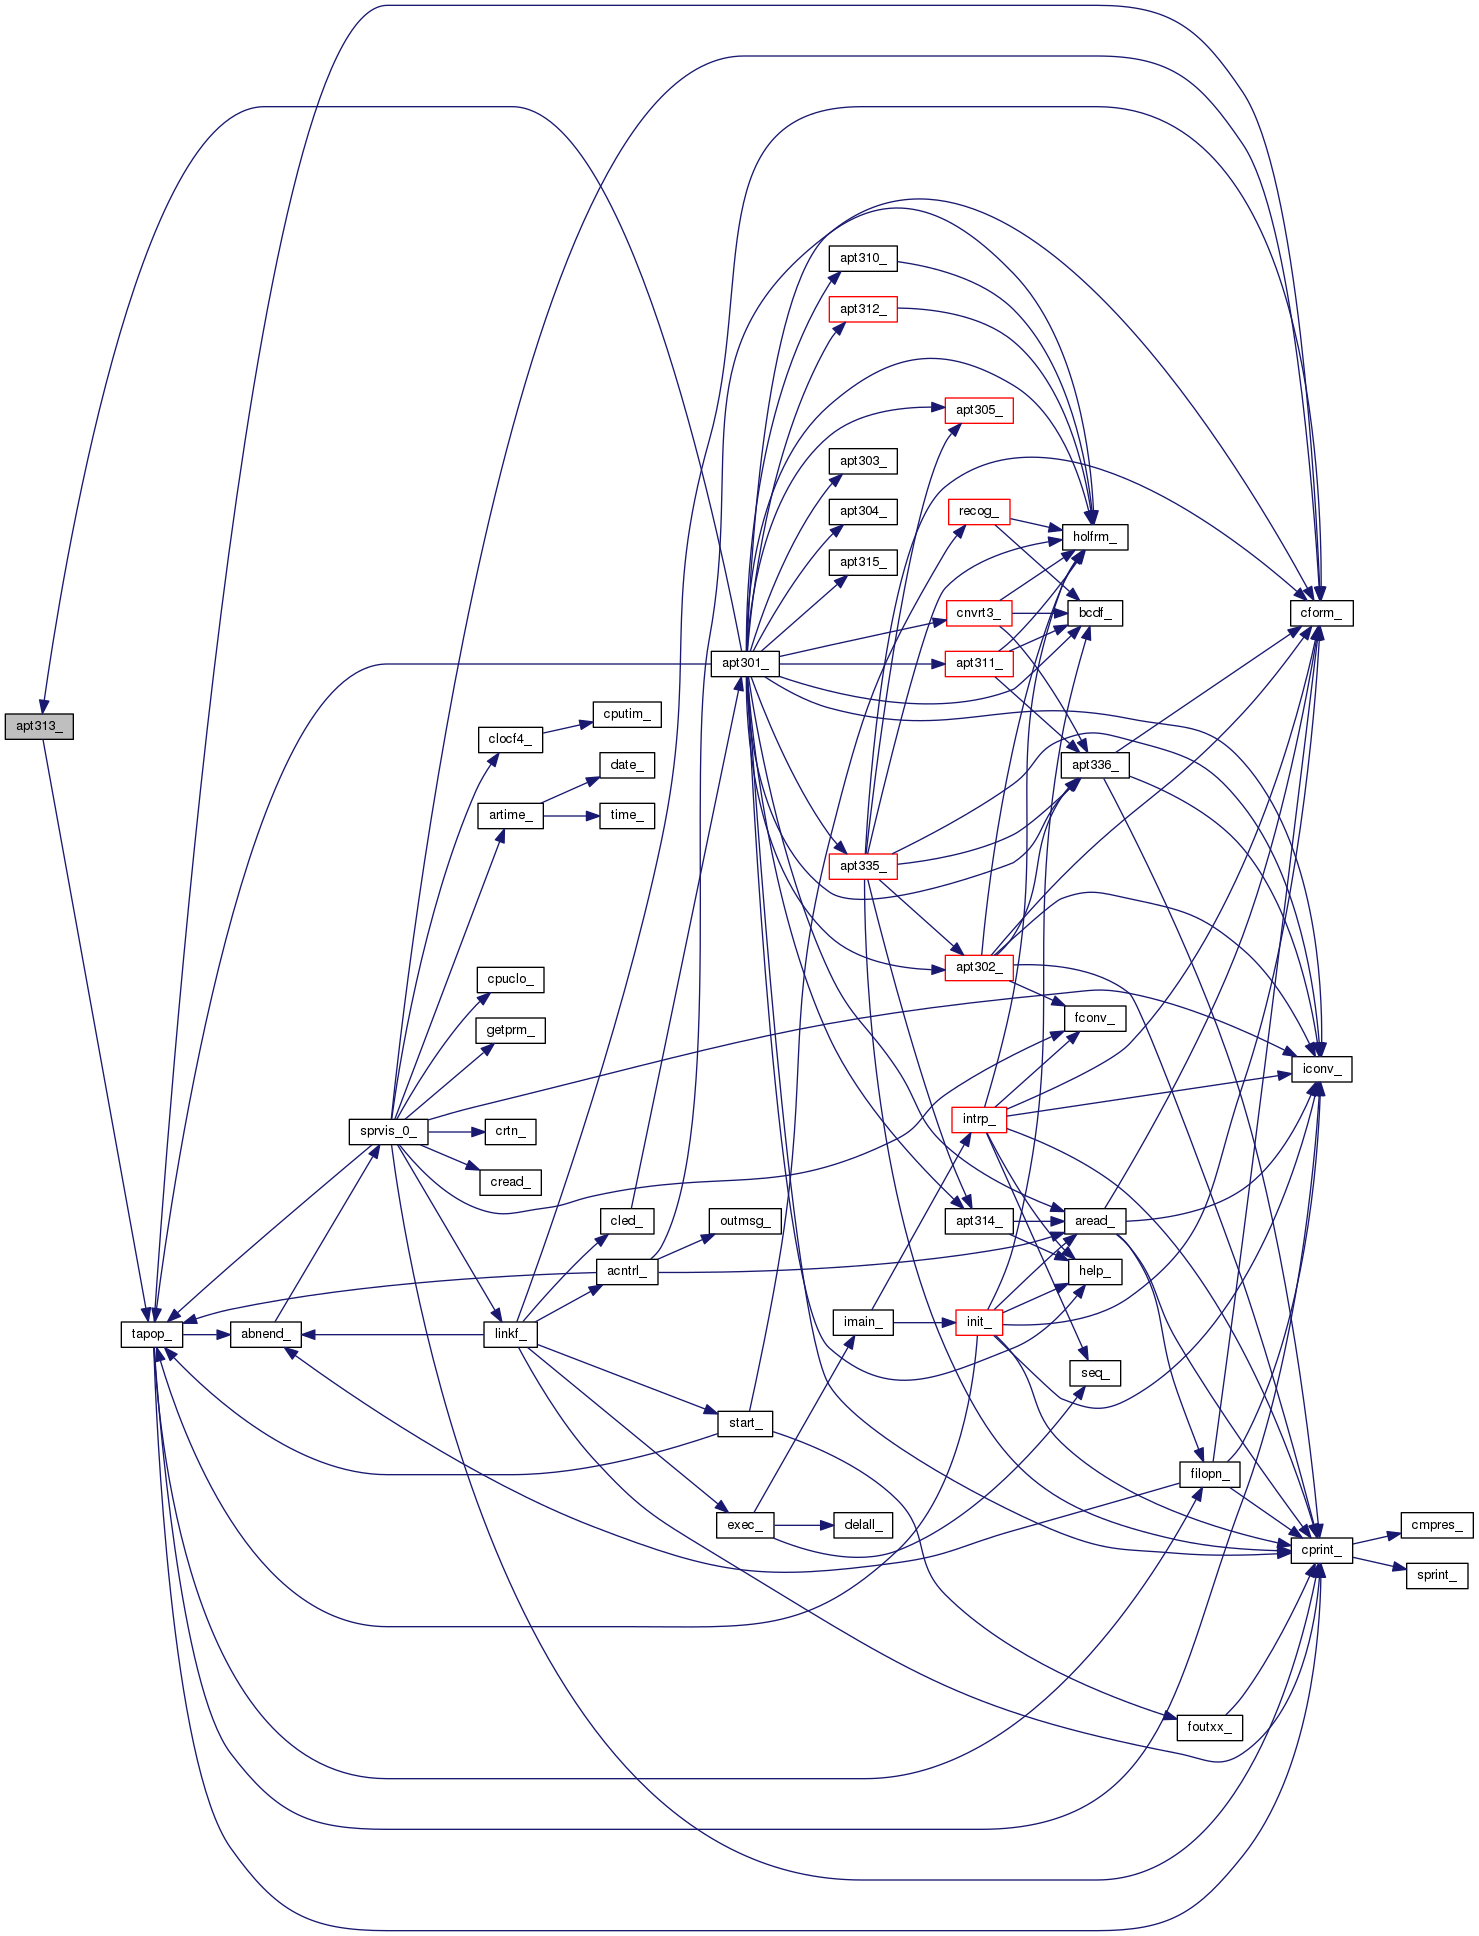 apt310_
apt312_
apt305_
apt303_
apt304_
recog_
holfrm_
apt315_
cnvrt3_
bcdf_
cform_
apt301_
apt311_
apt313_
clocf4_
cputim_
date_
apt336_
artime_
time_
apt335_
cpuclo_
apt302_
getprm_
fconv_
iconv_
sprvis_0_
crtn_
intrp_
cread_
cled_
outmsg_
apt314_
aread_
acntrl_
help_
tapop_
abnend_
linkf_
imain_
init_
seq_
start_
filopn_
exec_
delall_
cmpres_
cprint_
sprint_
foutxx_